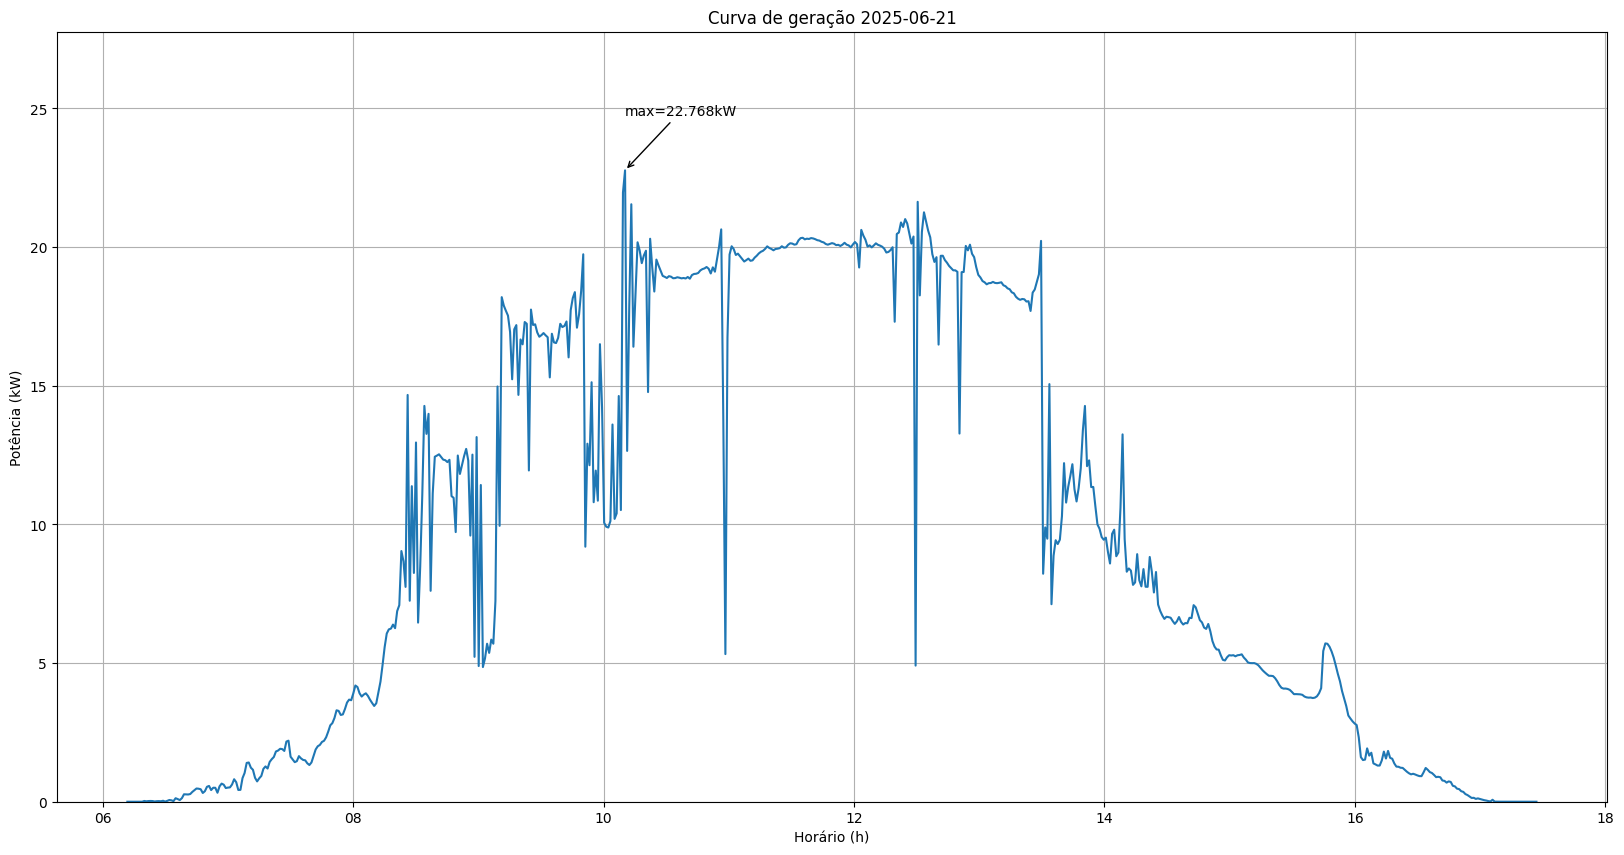 Curva de geração 2025-06-21
25
max=22.768kW
20
15
Potência (kW)
10
5
0
06 08 10 12 14 16 18
Horário (h)